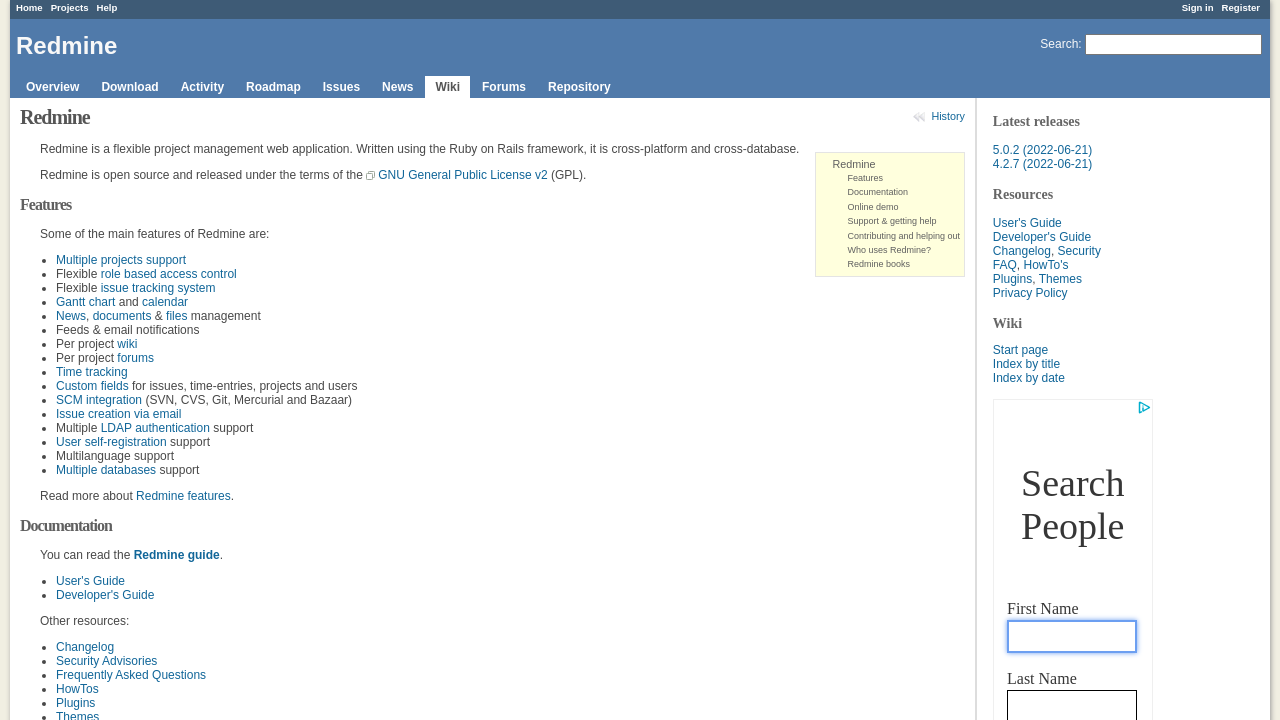 Home Projects Help Sign in Register
Redmine
Search:
Overview Download Activity Roadmap Issues News Wiki Forums Repository
History
Redmine
Redmine is a flexible project management web application. Written using the Ruby on Rails framework, it is cross-platform and cross-database.
Redmine is open source and released under the terms of the GNU General Public License v2 (GPL).
Redmine
Features
Documentation
Online demo
Support & getting help
Contributing and helping out
Who uses Redmine?
Redmine books
Features
Some of the main features of Redmine are:
Multiple projects support
Flexible role based access control
Flexible issue tracking system
Gantt chart and calendar
News, documents & files management
Feeds & email notifications
Per project wiki
Per project forums
Time tracking
Custom fields for issues, time-entries, projects and users
SCM integration (SVN, CVS, Git, Mercurial and Bazaar)
Issue creation via email
Multiple LDAP authentication support
User self-registration support
Multilanguage support
Multiple databases support
Read more about Redmine features.
Documentation
You can read the Redmine guide.
User's Guide
Developer's Guide
Other resources:
Changelog
Security Advisories
Frequently Asked Questions
HowTos
Plugins
Themes
Latest releases
5.0.2 (2022-06-21)
4.2.7 (2022-06-21)
Resources
User's Guide
Developer's Guide
Changelog, Security
FAQ, HowTo's
Plugins, Themes
Privacy Policy
Wiki
Start page
Index by title
Index by date
Search
People
First Name
Last Name